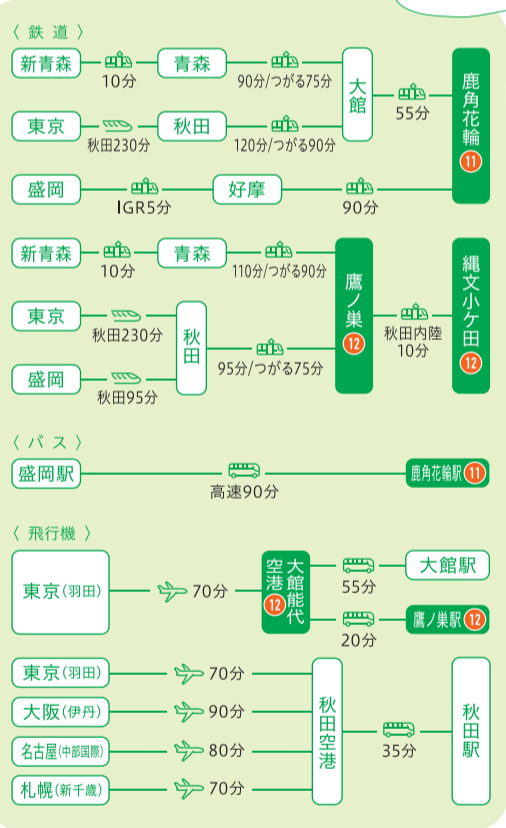 〈 鉄道 〉
新青森
10分
青森
90分/つがる75分
大館
55分
鹿角花輪
11
東京
秋田230分
秋田
120分/つがる90分
盛岡
IGR5分
好摩
90分
新青森
10分
青森
110分/つがる90分
鷹ノ巣
12
秋田内陸
10分
縄文小ケ田
12
東京
秋田230分
秋田
95分/つがる75分
盛岡
秋田95分
〈 バス 〉
盛岡駅
高速90分
鹿角花輪駅 11
〈 飛行機 〉
東京(羽田)
70分
大館能代
空港
12
55分
大館駅
20分
鷹ノ巣駅 12
東京(羽田)
70分
大阪(伊丹)
90分
名古屋(中部国際)
80分
札幌(新千歳)
70分
秋田空港
35分
秋田駅